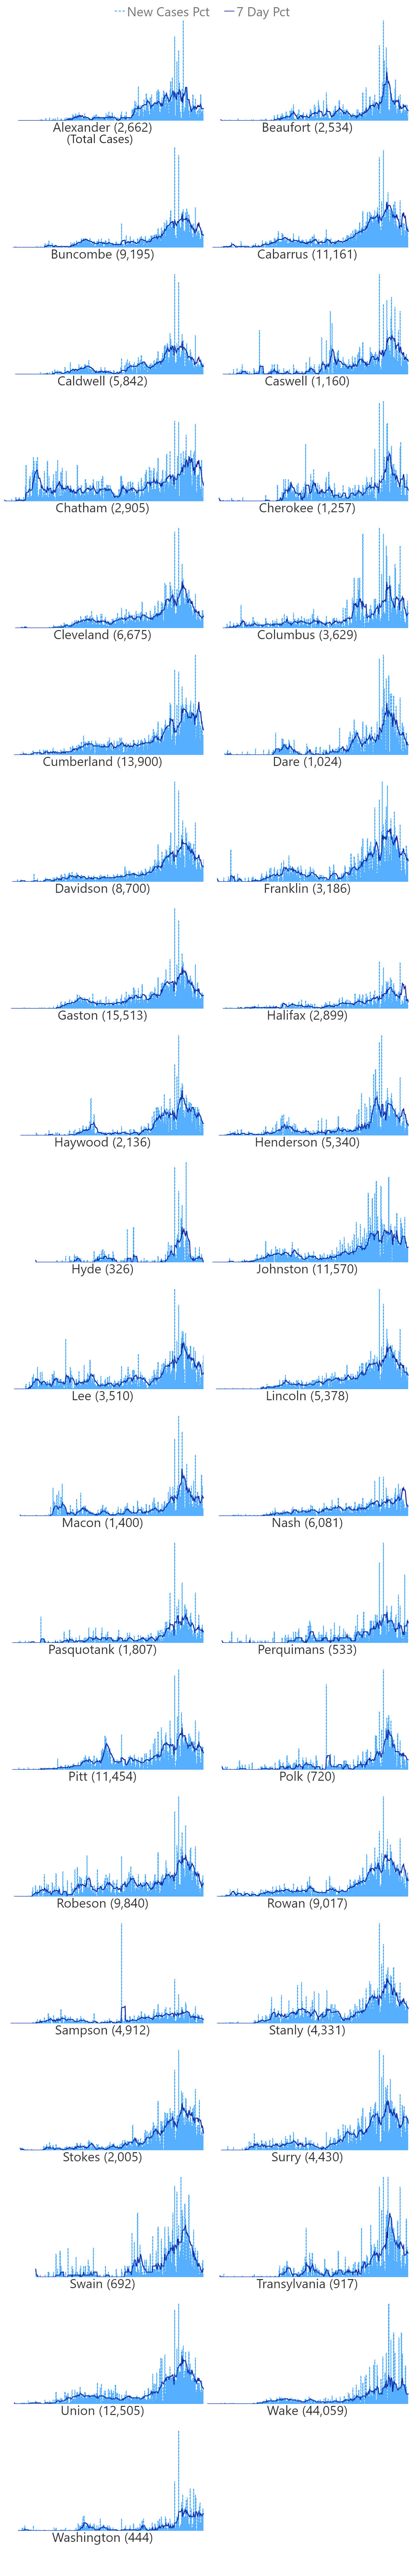 New Cases Pct 7 Day Pct
Alexander (2,662) Beaufort (2,534)
(Total Cases)
Buncombe (9,195) Cabarrus (11,161)
Caldwell (5,842) Caswell (1,160)
Chatham (2,905) Cherokee (1,257)
Cleveland (6,675) Columbus (3,629)
Cumberland (13,900) Dare (1,024)
Davidson (8,700) Franklin (3,186)
Gaston (15,513) Halifax (2,899)
Haywood (2,136) Henderson (5,340)
Hyde (326) Johnston (11,570)
Lee (3,510) Lincoln (5,378)
Macon (1,400) Nash (6,081)
Pasquotank (1,807) Perquimans (533)
Pitt (11,454) Polk (720)
Robeson (9,840) Rowan (9,017)
Sampson (4,912) Stanly (4,331)
Stokes (2,005) Surry (4,430)
Swain (692) Transylvania (917)
Union (12,505) Wake (44,059)
Washington (444)